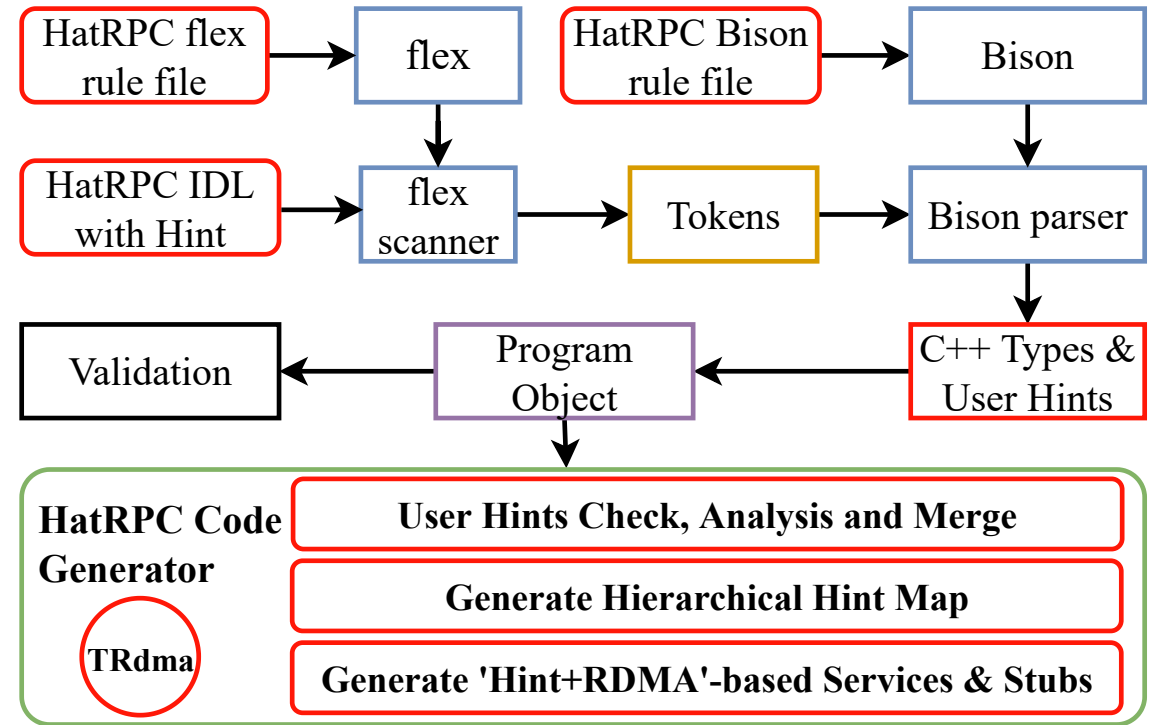 HatRPC flex
rule file
flex
HatRPC Bison
rule file
Bison
HatRPC IDL
with Hint
flex
scanner
Tokens
Bison parser
Validation
Program
Object
C++ Types &
User Hints
HatRPC Code
Generator
TRdma
User Hints Check, Analysis and Merge
Generate Hierarchical Hint Map
Generate 'Hint+RDMA'-based Services & Stubs